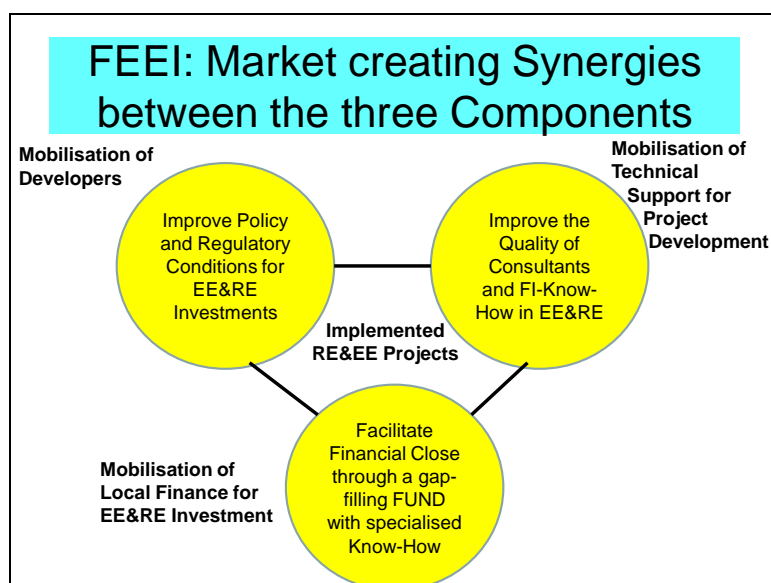 FEEI: Market creating Synergies
between the three Components
Mobilisation of
Developers
Mobilisation of
Technical
Support for
Project
Development
Improve Policy
and Regulatory
Conditions for
EE&RE
Investments
Improve the
Quality of
Consultants
and FI-Know-
How in EE&RE
Implemented
RE&EE Projects
Facilitate
Financial Close
through a gap-
filling FUND
with specialised
Know-How
Mobilisation of
Local Finance for
EE&RE Investment